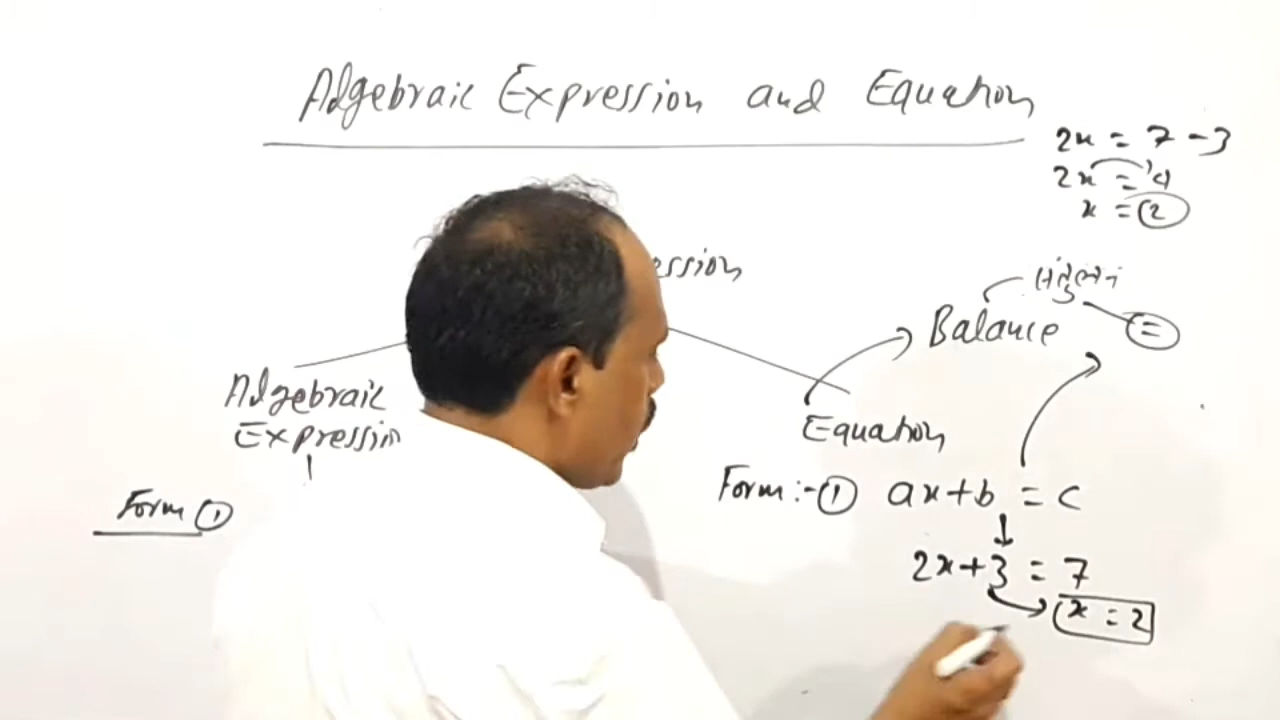 Algebraic Expression and Equation
2x = 7 - 3
2x = 4
x = 2
ession
Balance =
Algebraic
Expression
Equation
Form ①
Form :- ① ax + b = c
2x + 3 = 7
x = 2